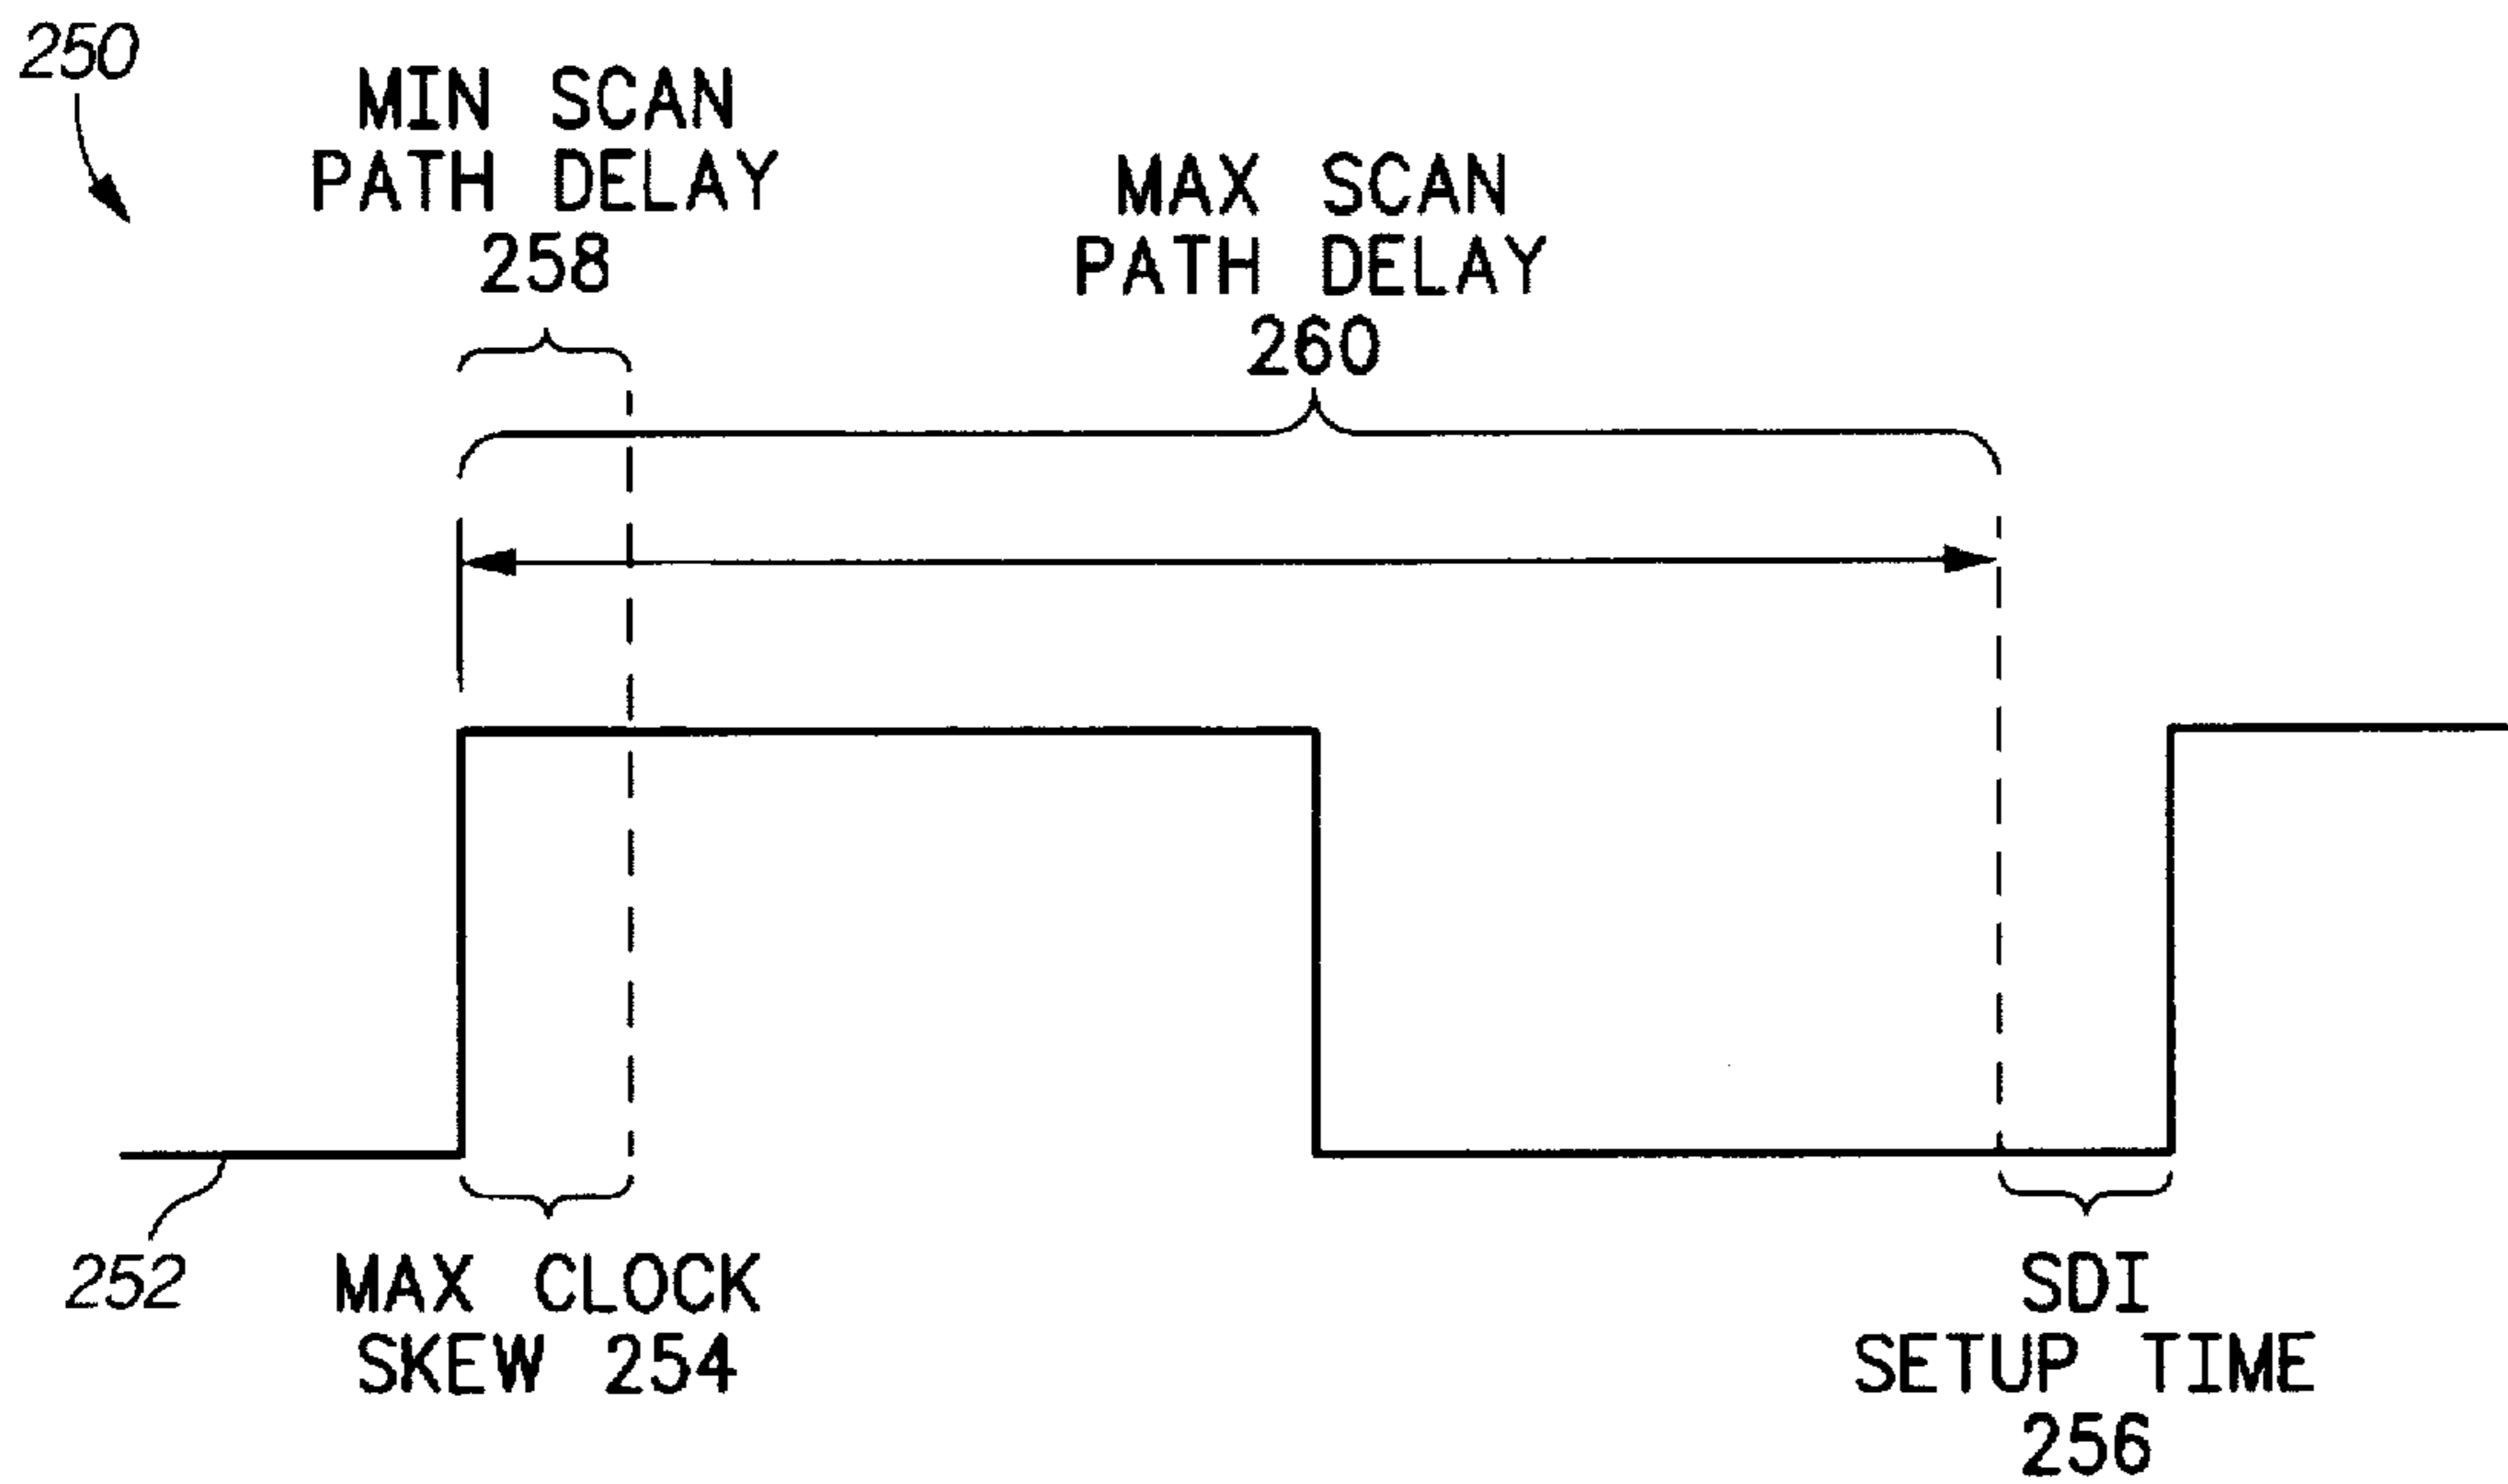 250
MIN SCAN
PATH DELAY
258
MAX SCAN
PATH DELAY
260
252
MAX CLOCK
SKEW 254
SDI
SETUP TIME
256